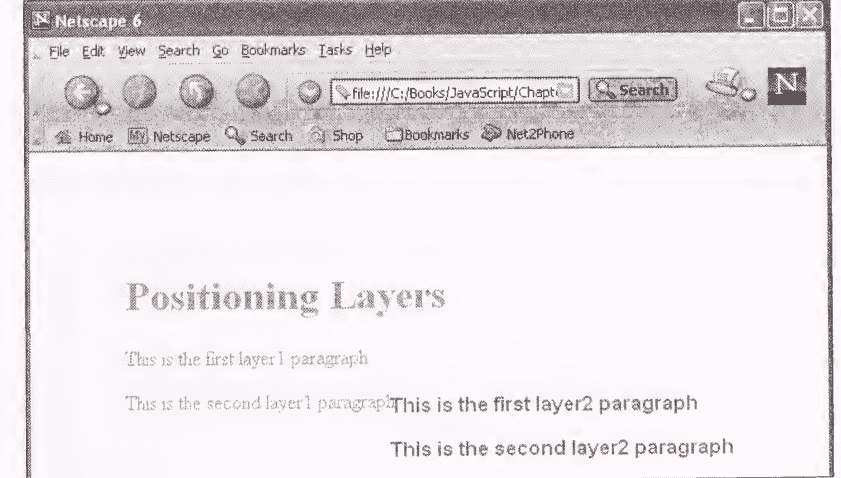 N Netscape 6
File Edit View Search Go Bookmarks Tasks Help
file:///C:/Books/JavaScript/Chapt Search N
Home My Netscape Search Shop Bookmarks Net2Phone
Positioning Layers
This is the first layer1 paragraph
This is the second layer1 paragraph This is the first layer2 paragraph
This is the second layer2 paragraph